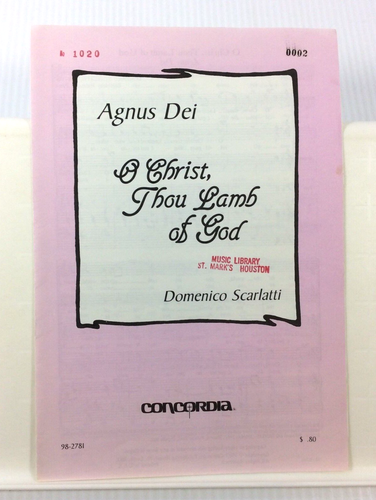 № 1020
0002
Agnus Dei
O Christ,
Thou Lamb
of God
MUSIC LIBRARY
ST. MARK'S HOUSTON
Domenico Scarlatti
CONCORDIA®
98-2781
$ .80